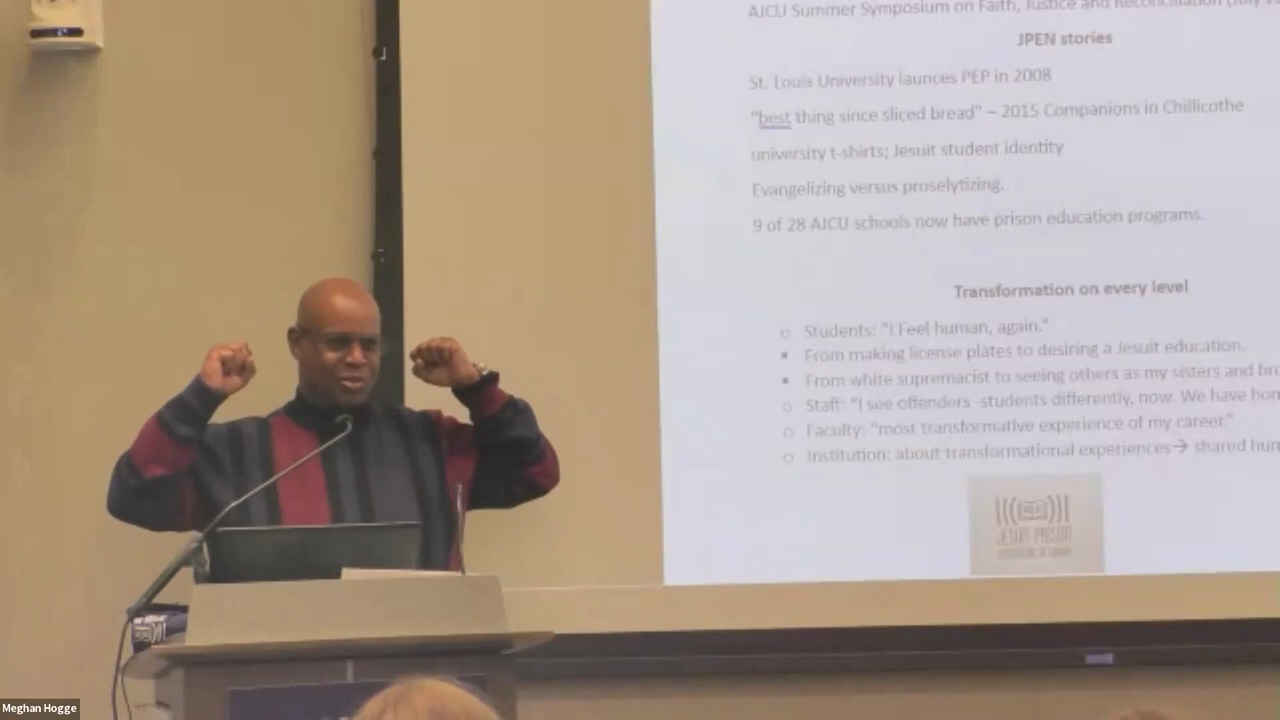 AJCU Summer Symposium on Faith, Justice and Reconciliation (July
JPEN stories
St. Louis University launces PEP in 2008
"best thing since sliced bread" – 2015 Companions in Chillicothe
university t-shirts; Jesuit student identity
Evangelizing versus proselytizing.
9 of 28 AJCU schools now have prison education programs.
Transformation on every level
o Students: "I Feel human, again."
▪ From making license plates to desiring a Jesuit education.
▪ From white supremacist to seeing others as my sisters and
o Staff: "I see offenders -students differently, now. We have
o Faculty: "most transformative experience of my career."
o Institution: about transformational experiences→ shared
JESUIT PRISON
Meghan Hogge